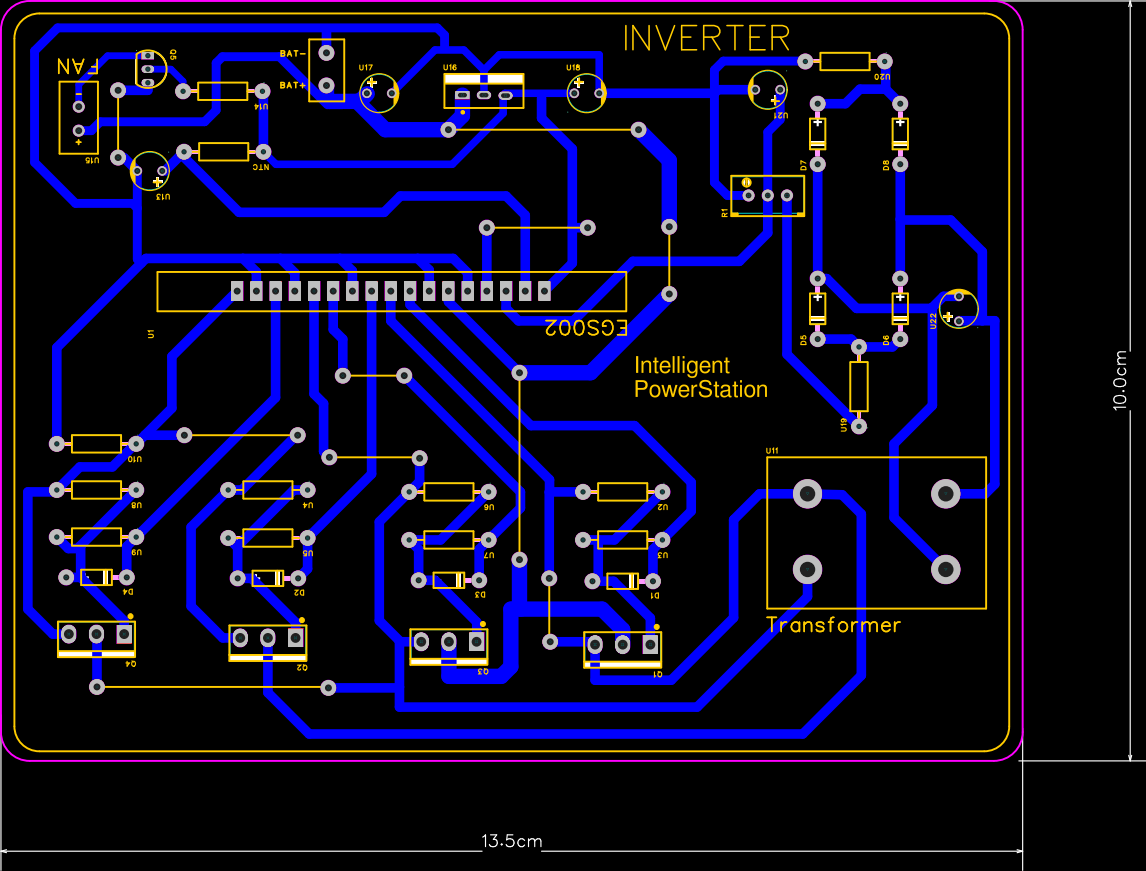 INVERTER
Q5
FAN
BAT-
BAT+
U17
U16
U18
U20
U21
U14
U15
NTC
U13
D7
D8
R1
EGS002
U1
U22
D5
D6
Intelligent
PowerStation
10.0cm
U19
U10
U11
U8
U4
U6
U2
U9
U5
U7
U3
D4
D2
D3
D1
Transformer
Q4
Q2
Q3
Q1
13.5cm